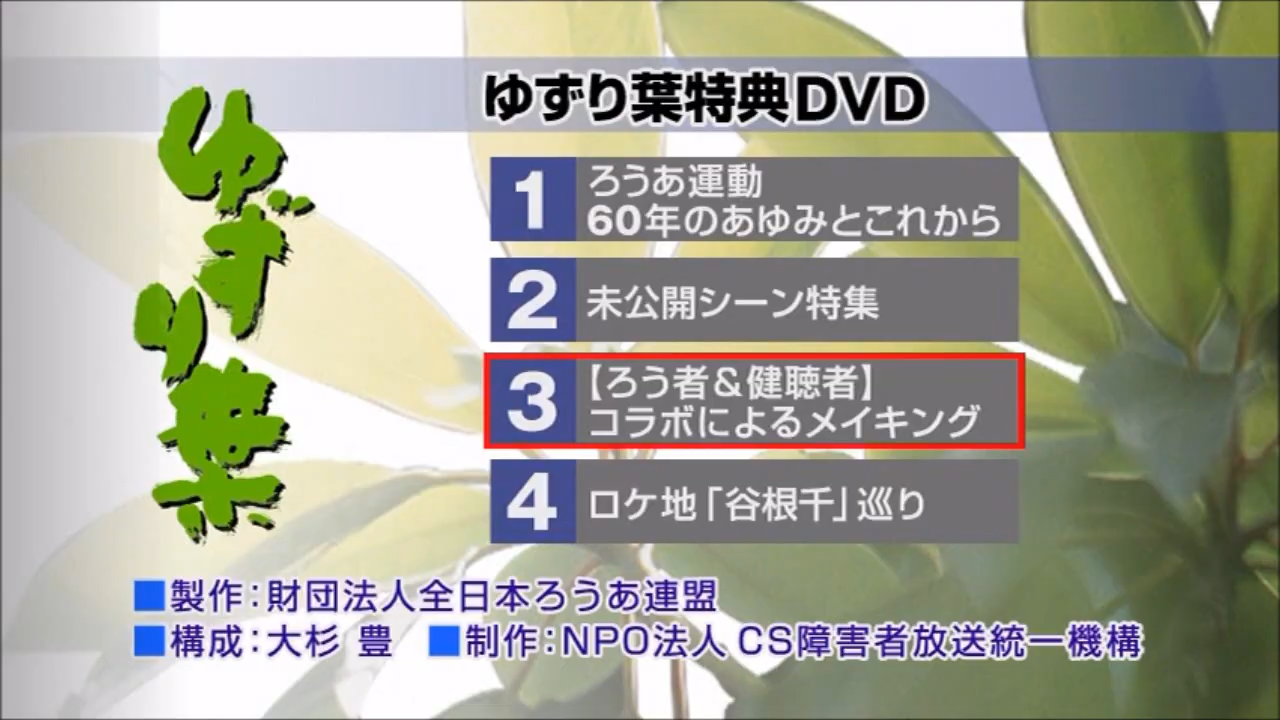 ゆずり葉
ゆずり葉特典DVD
1 ろうあ運動
60年のあゆみとこれから
2 未公開シーン特集
3 【ろう者&健聴者】
コラボによるメイキング
4 ロケ地「谷根千」巡り
■製作:財団法人全日本ろうあ連盟
■構成:大杉 豊 ■制作:NPO法人 CS障害者放送統一機構